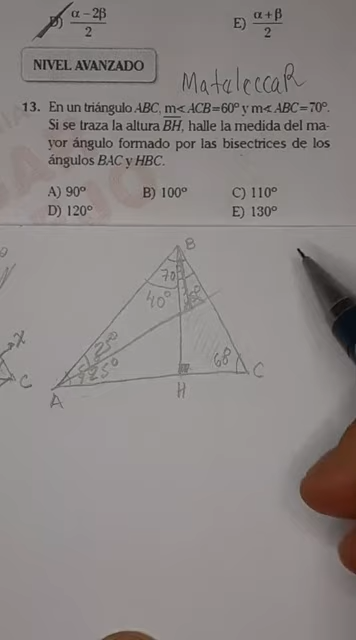 D) α – 2β / 2
E) α + β / 2
NIVEL AVANZADO
MataleccaR
13. En un triángulo ABC, m∢ACB=60° y m∢ABC=70°.
Si se traza la altura BH, halle la medida del ma-
yor ángulo formado por las bisectrices de los
ángulos BAC y HBC.
A) 90° B) 100° C) 110°
D) 120° E) 130°
B
70
40°
x
25°
25°
60
C
C
A
H